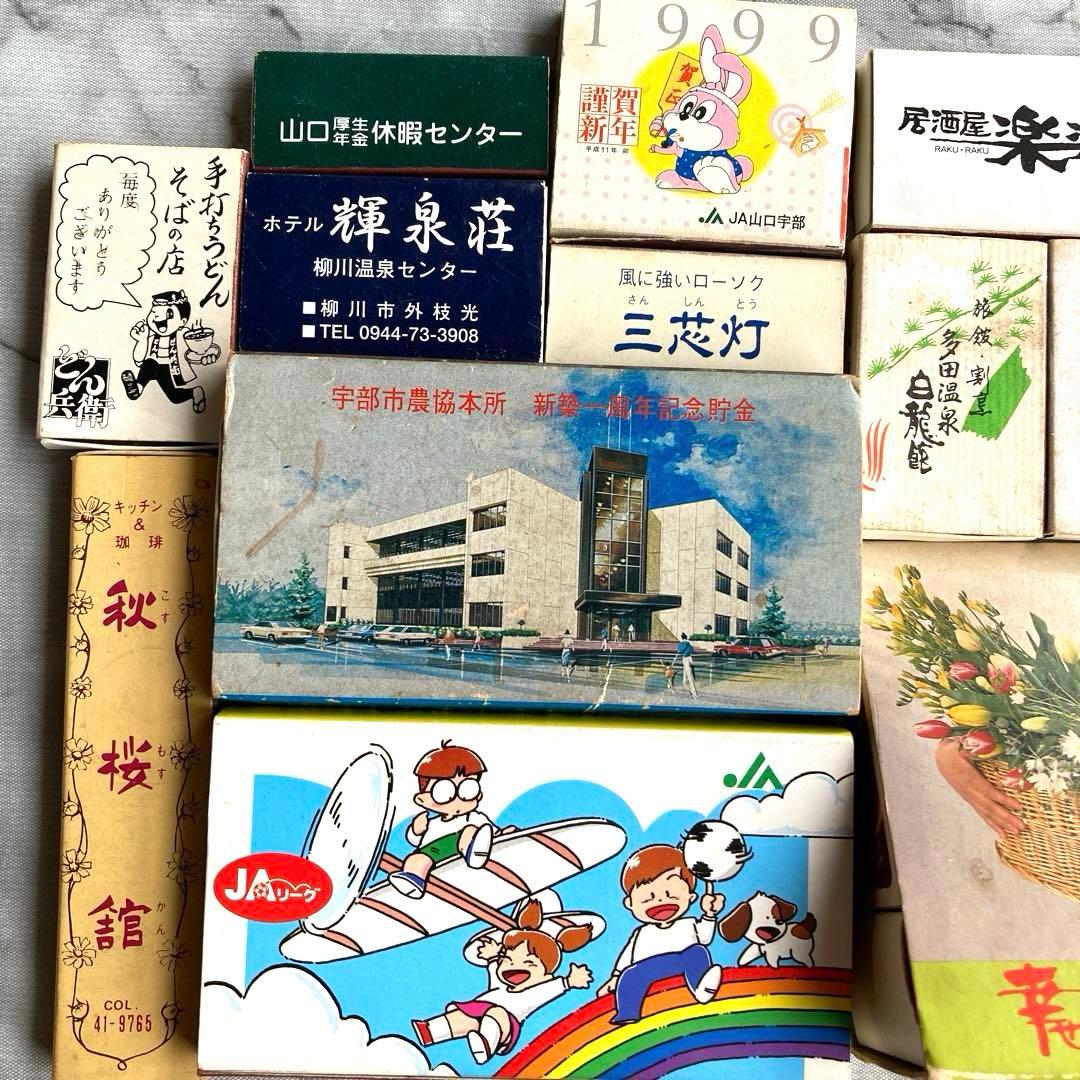 山口厚生年金休暇センター
ホテル 輝泉荘
柳川温泉センター
■柳川市外枝光
■TEL 0944-73-3908
1999
賀正
謹賀
新年
平成11年 卯
JA山口宇部
風に強いローソク
さんしんとう
三芯灯
居酒屋 楽
RAKU・RAKU
手打ちうどん
そばの店
毎度
ありがとう
ございます
どん兵衛
旅館・割烹
多田温泉
白龍館
宇部市農協本所 新築一周年記念貯金
キッチン
&
珈琲
秋桜館
こすもすかん
COL.
41-9765
JA
JAリーグ
幸せ